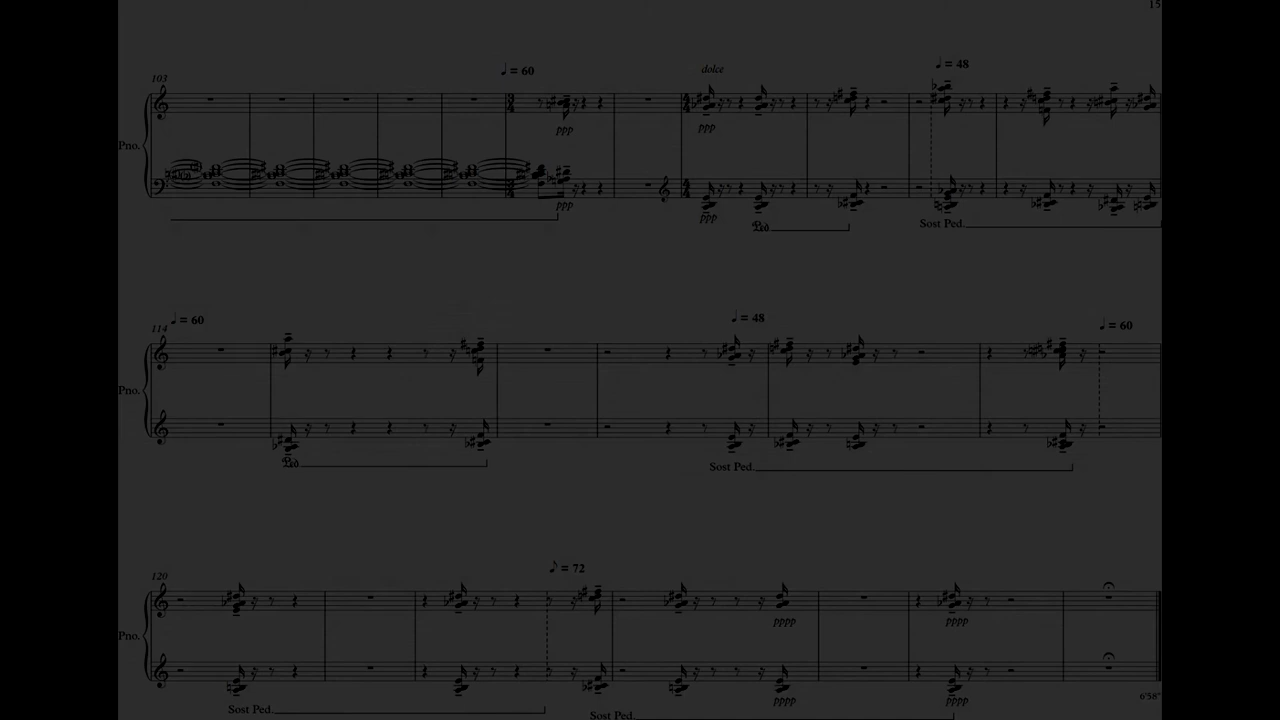 15
103
♩ = 60
dolce
♩ = 48
Pno.
ppp
ppp
ppp
ppp
Ped.
Sost Ped.
114
♩ = 60
♩ = 48
♩ = 60
Pno.
Ped.
Sost Ped.
120
♪ = 72
Pno.
pppp
pppp
pppp
pppp
6'58"
Sost Ped.
Sost Ped.